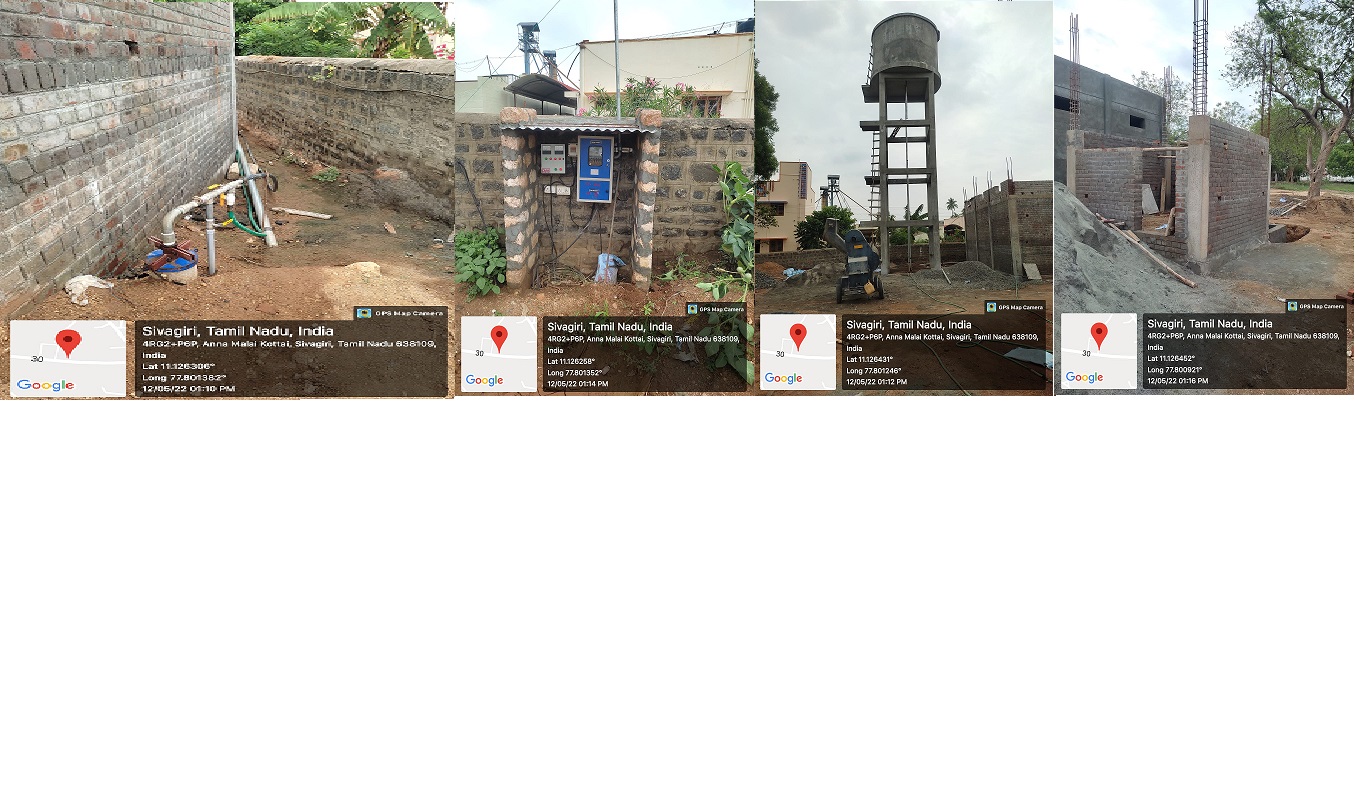 GPS Map Camera
Sivagiri, Tamil Nadu, India
4RG2+P6P, Anna Malai Kottai, Sivagiri, Tamil Nadu 638109,
India
Lat 11.126306°
Long 77.801382°
12/05/22 01:10 PM
30
Google
GPS Map Camera
Sivagiri, Tamil Nadu, India
4RG2+P6P, Anna Malai Kottai, Sivagiri, Tamil Nadu 638109,
India
Lat 11.126258°
Long 77.801352°
12/05/22 01:14 PM
30
Google
GPS Map Camera
Sivagiri, Tamil Nadu, India
4RG2+P6P, Anna Malai Kottai, Sivagiri, Tamil Nadu 638109,
India
Lat 11.126431°
Long 77.801246°
12/05/22 01:12 PM
30
Google
GPS Map Camera
Sivagiri, Tamil Nadu, India
4RG2+P6P, Anna Malai Kottai, Sivagiri, Tamil Nadu 638109,
India
Lat 11.126452°
Long 77.800921°
12/05/22 01:16 PM
30
Google